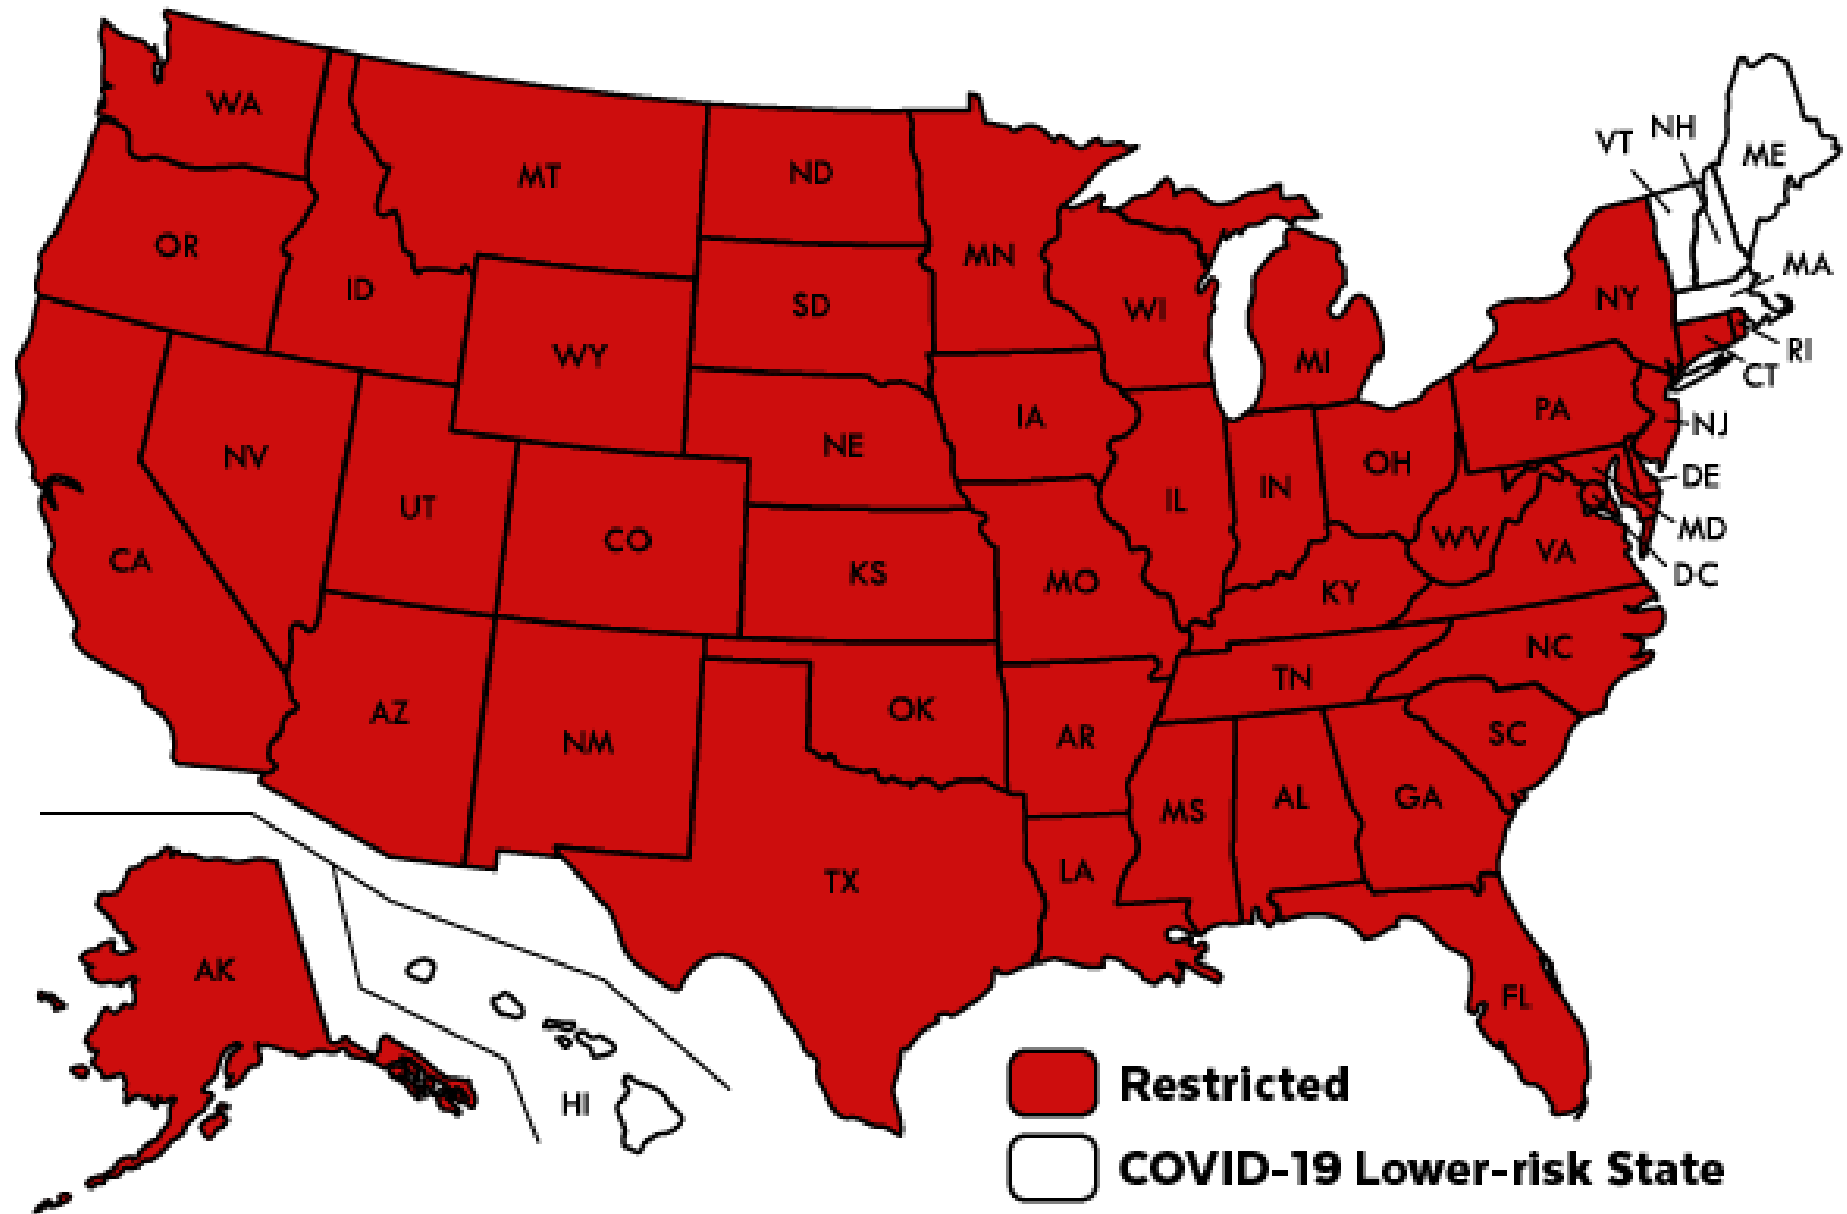 WA
MT
ND
MN
VT
NH
ME
OR
ID
SD
WI
MI
NY
MA
WY
RI
CT
IA
PA
NJ
NV
NE
OH
IN
IL
DE
UT
CO
KS
MO
WV
VA
MD
DC
CA
KY
NC
TN
AZ
NM
OK
AR
SC
MS
AL
GA
TX
LA
AK
FL
HI
Restricted
COVID-19 Lower-risk State